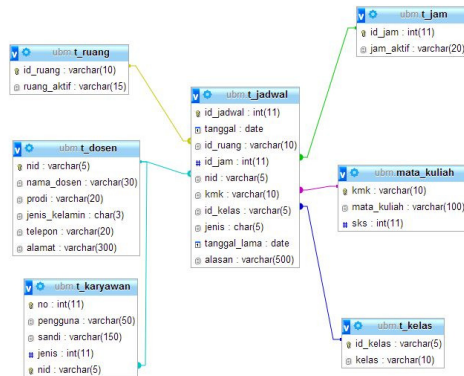 ubm.t_ruang
id_ruang : varchar(10)
ruang_aktif : varchar(15)
ubm.t_dosen
nid : varchar(5)
nama_dosen : varchar(30)
prodi : varchar(20)
jenis_kelamin : char(3)
telepon : varchar(20)
alamat : varchar(300)
ubm.t_karyawan
no : int(11)
pengguna : varchar(50)
sandi : varchar(150)
jenis : int(11)
nid : varchar(5)
ubm.t_jadwal
id_jadwal : int(11)
tanggal : date
id_ruang : varchar(10)
id_jam : int(11)
nid : varchar(5)
kmk : varchar(10)
id_kelas : varchar(5)
jenis : char(5)
tanggal_lama : date
alasan : varchar(500)
ubm.t_jam
id_jam : int(11)
jam_aktif : varchar(20)
ubm.mata_kuliah
kmk : varchar(10)
mata_kuliah : varchar(100)
sks : int(11)
ubm.t_kelas
id_kelas : varchar(5)
kelas : varchar(10)